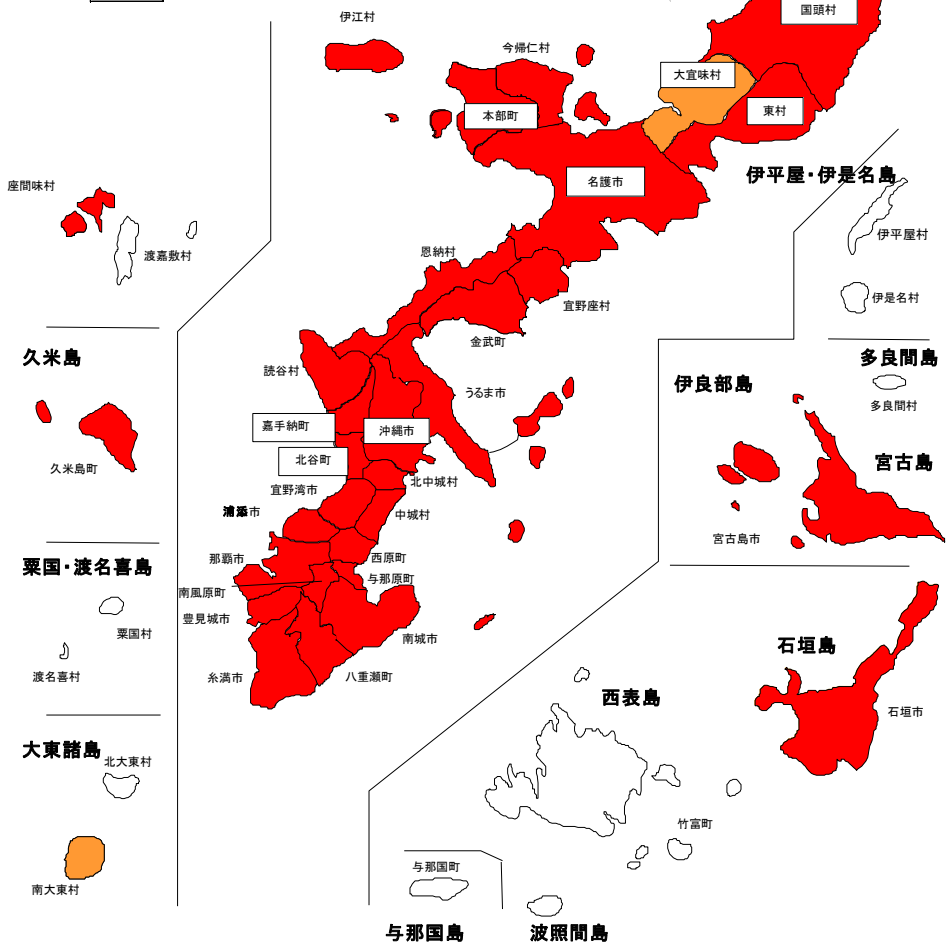 国頭村
伊江村
今帰仁村
大宜味村
本部町
東村
伊平屋・伊是名島
名護市
座間味村
渡嘉敷村
伊平屋村
恩納村
伊是名村
宜野座村
金武町
久米島
読谷村
うるま市
伊良部島
多良間島
多良間村
嘉手納町
沖縄市
久米島町
北谷町
宮古島
北中城村
宜野湾市
浦添市
中城村
宮古島市
那覇市
西原町
粟国・渡名喜島
与那原町
南風原町
豊見城市
粟国村
南城市
石垣島
渡名喜村
糸満市
八重瀬町
西表島
石垣市
大東諸島
北大東村
竹富町
与那国町
南大東村
与那国島
波照間島